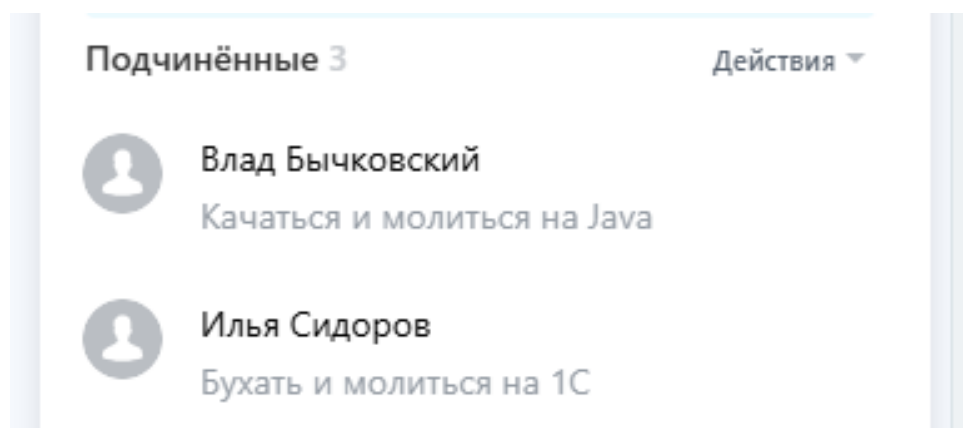 Подчинённые 3
Действия
Влад Бычковский
Качаться и молиться на Java
Илья Сидоров
Бухать и молиться на 1С